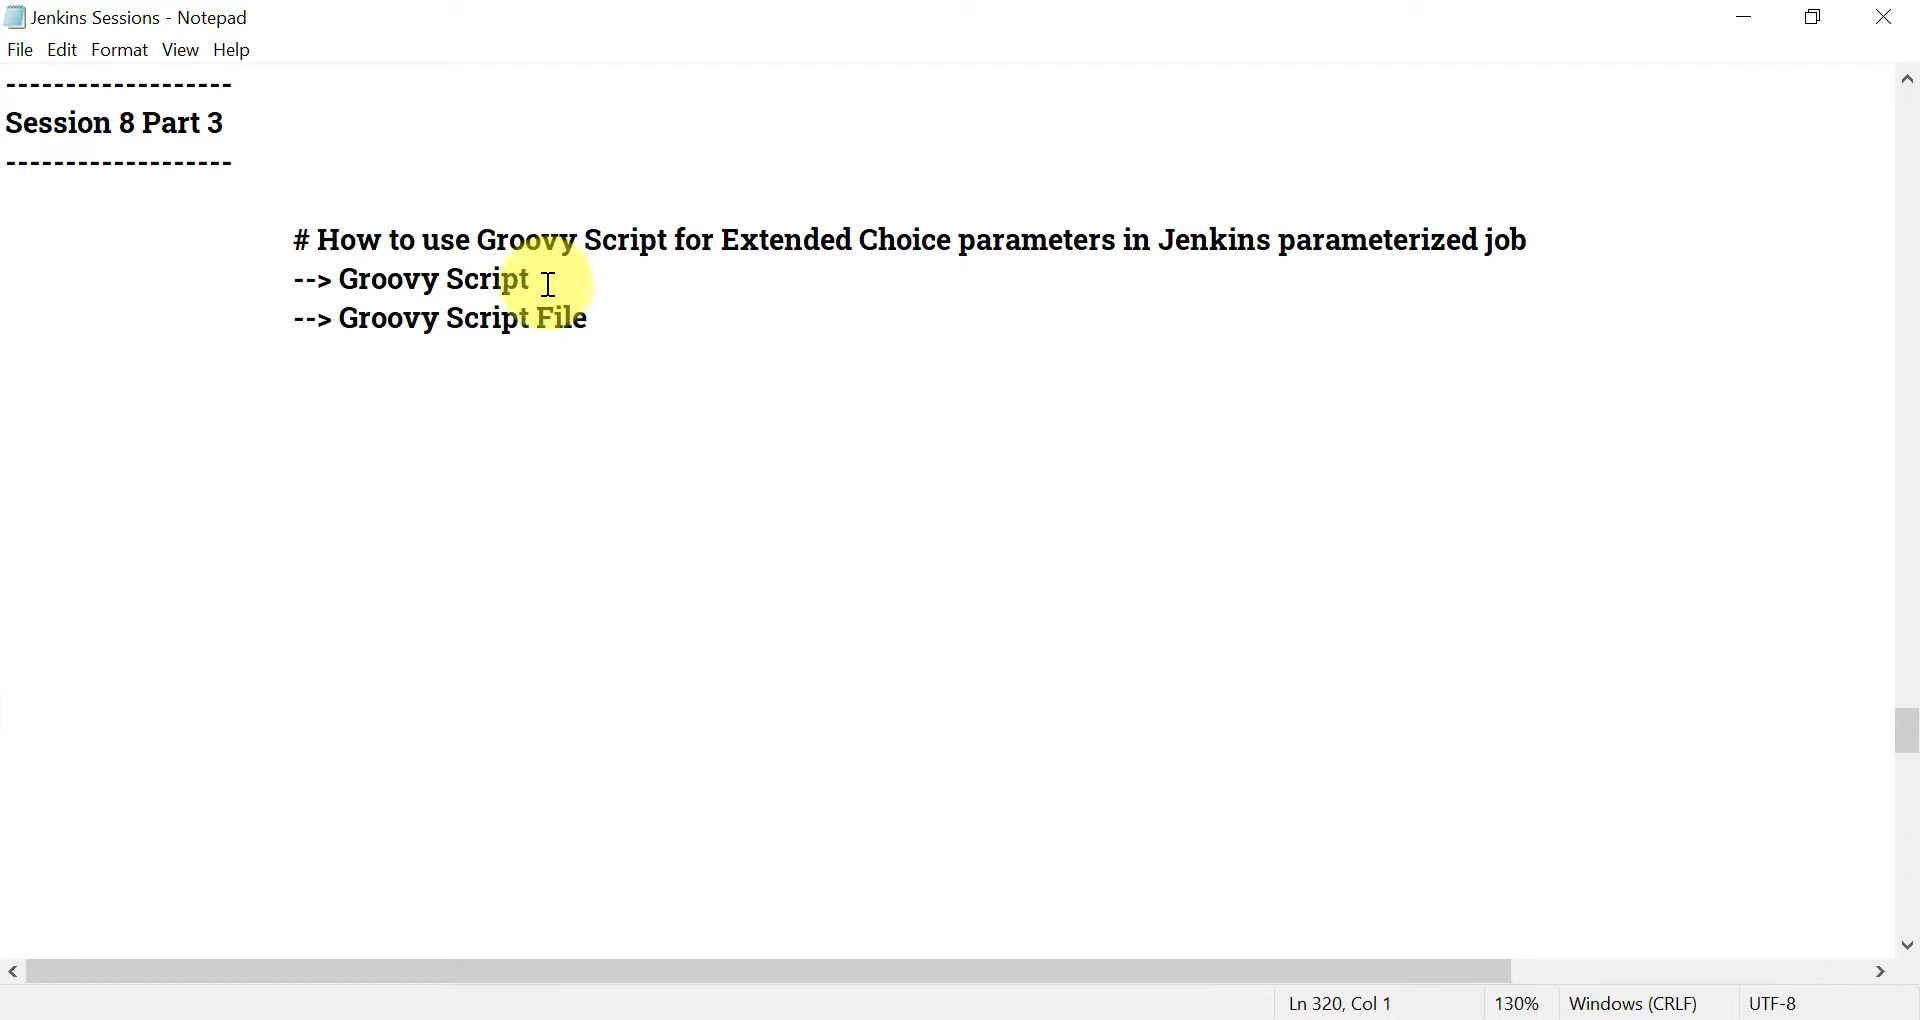 Jenkins Sessions - Notepad
File Edit Format View Help
-------------------
Session 8 Part 3
-------------------
# How to use Groovy Script for Extended Choice parameters in Jenkins parameterized job
--> Groovy Script
--> Groovy Script File
Ln 320, Col 1 130% Windows (CRLF) UTF-8